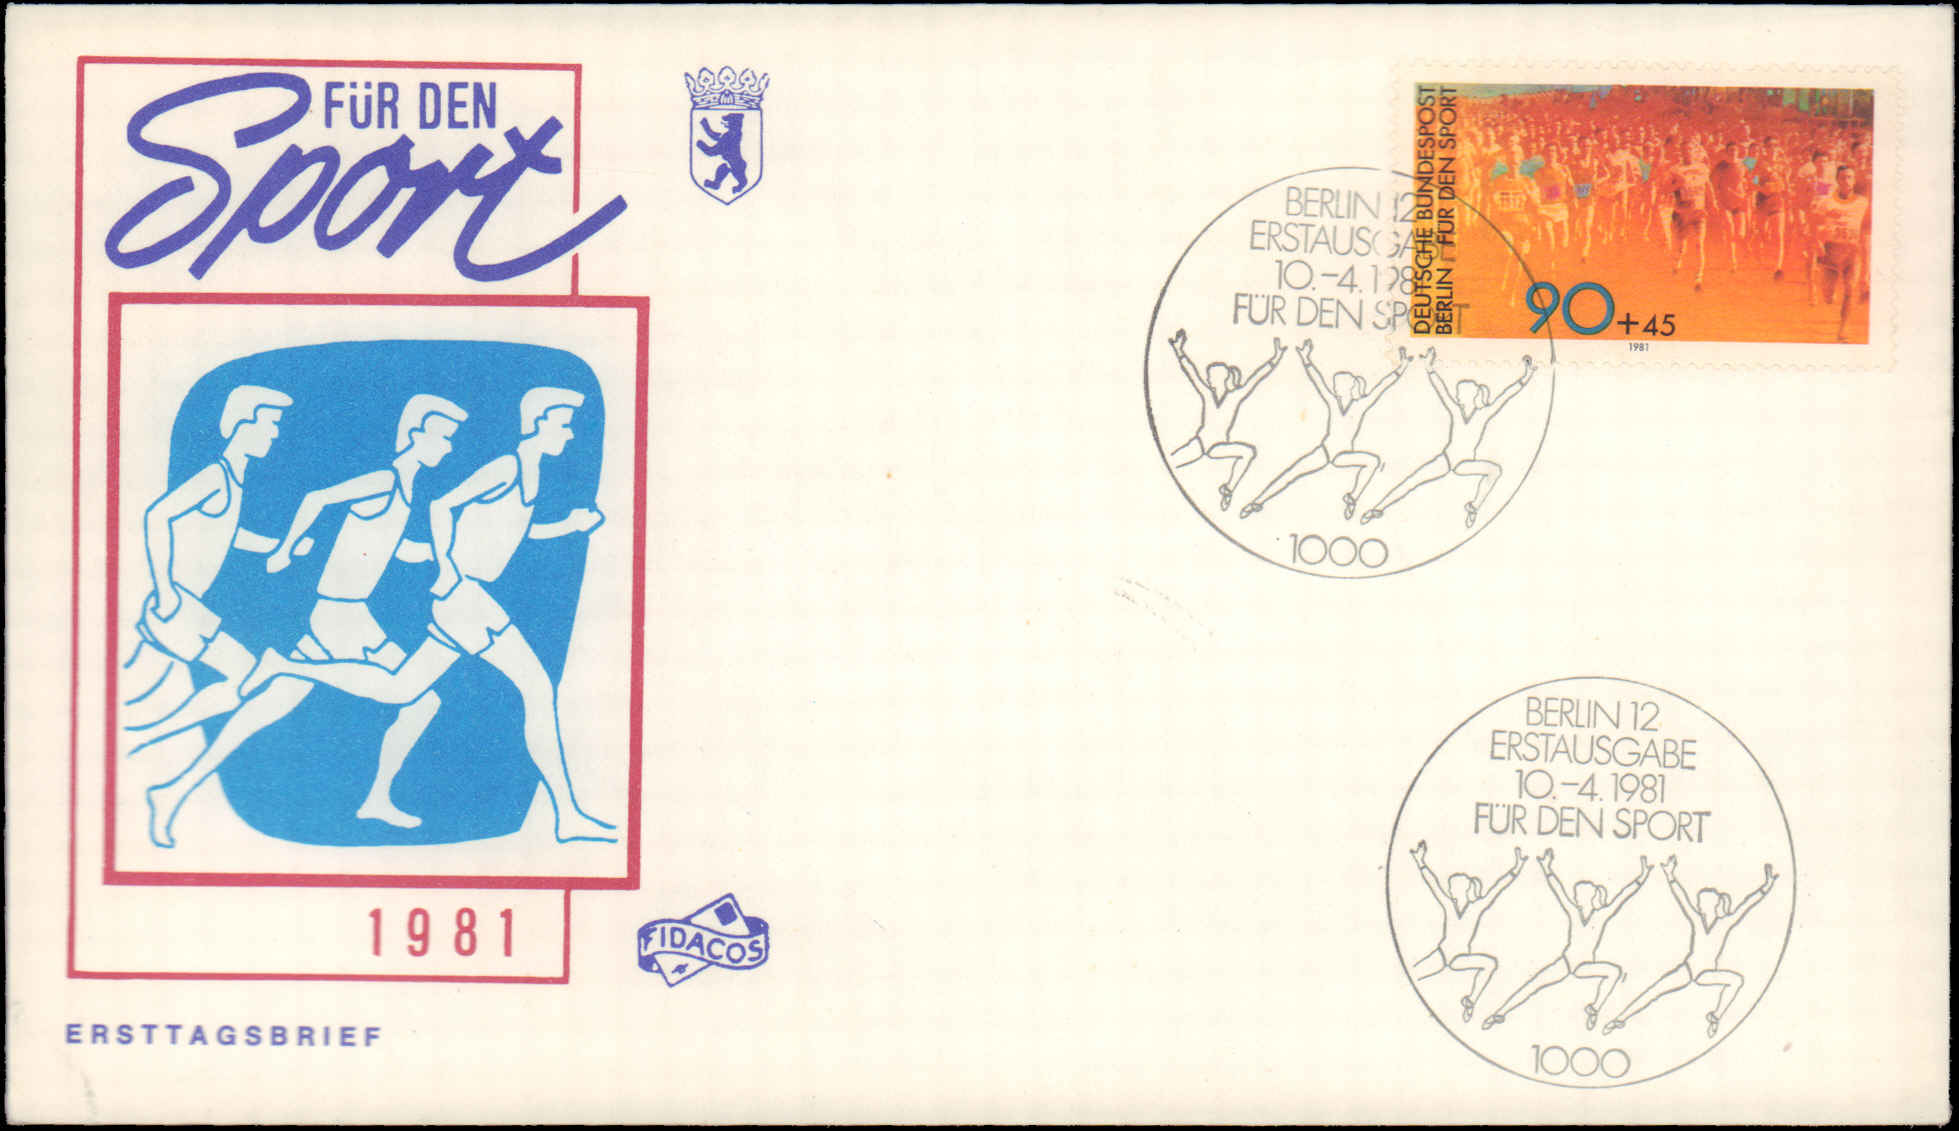 FÜR DEN
Sport
1981
FIDACOS
ERSTTAGSBRIEF
DEUTSCHE BUNDESPOST
BERLIN FÜR DEN SPORT
90+45
1981
BERLIN 12
ERSTAUSGABE
10.-4.1981
FÜR DEN SPORT
1000
BERLIN 12
ERSTAUSGABE
10.-4.1981
FÜR DEN SPORT
1000